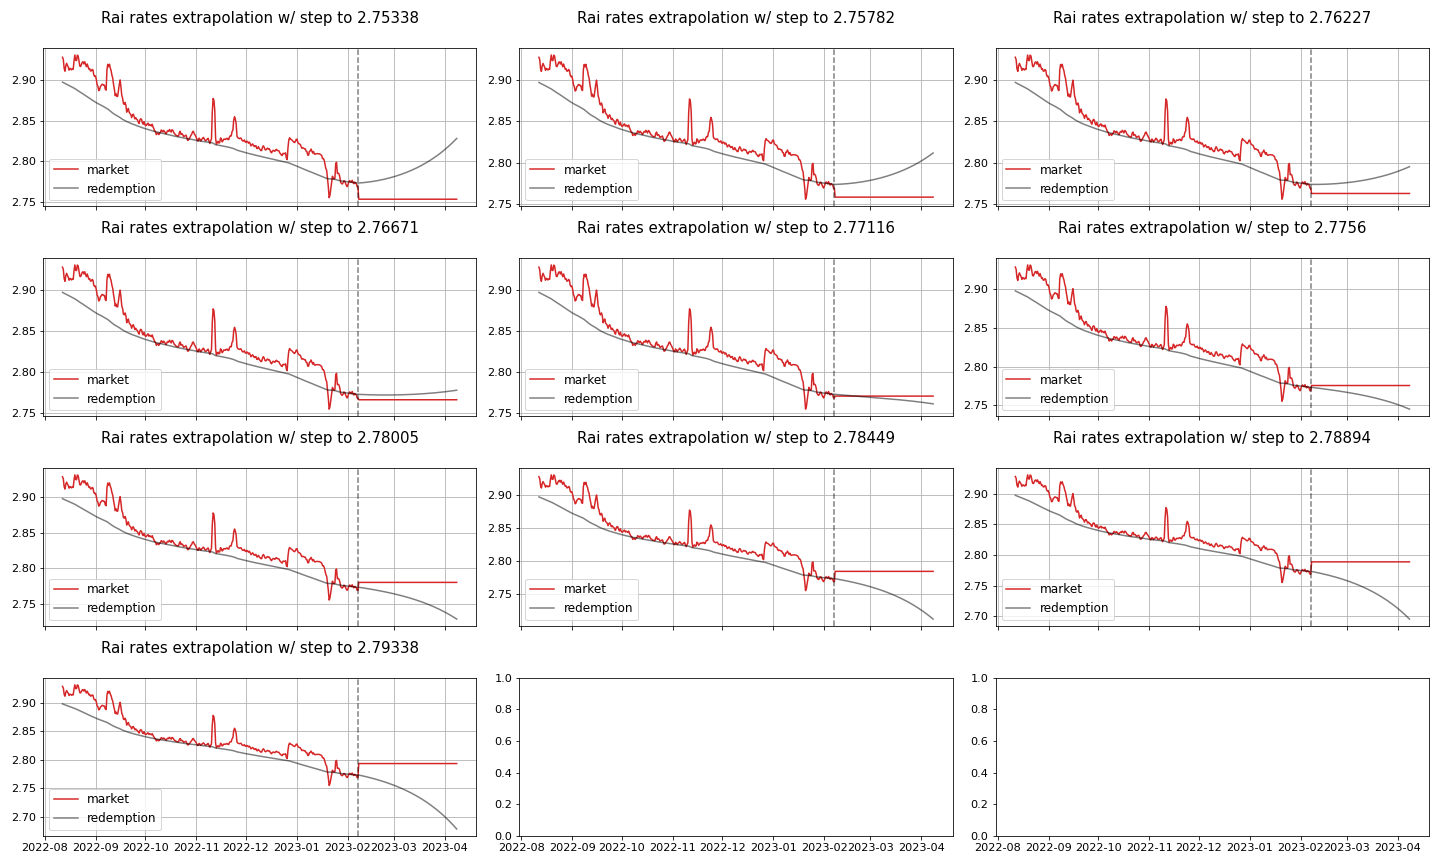 Rai rates extrapolation w/ step to 2.75338
Rai rates extrapolation w/ step to 2.75782
Rai rates extrapolation w/ step to 2.76227
2.90
2.85
2.80
2.75
market
redemption
2.90
2.85
2.80
2.75
market
redemption
2.90
2.85
2.80
2.75
market
redemption
Rai rates extrapolation w/ step to 2.76671
Rai rates extrapolation w/ step to 2.77116
Rai rates extrapolation w/ step to 2.7756
2.90
2.85
2.80
2.75
market
redemption
2.90
2.85
2.80
2.75
market
redemption
2.90
2.85
2.80
2.75
market
redemption
Rai rates extrapolation w/ step to 2.78005
Rai rates extrapolation w/ step to 2.78449
Rai rates extrapolation w/ step to 2.78894
2.90
2.85
2.80
2.75
market
redemption
2.90
2.85
2.80
2.75
market
redemption
2.90
2.85
2.80
2.75
2.70
market
redemption
Rai rates extrapolation w/ step to 2.79338
2.90
2.85
2.80
2.75
2.70
market
redemption
2022-08 2022-09 2022-10 2022-11 2022-12 2023-01 2023-02 2023-03 2023-04
1.0
0.8
0.6
0.4
0.2
0.0
2022-08 2022-09 2022-10 2022-11 2022-12 2023-01 2023-02 2023-03 2023-04
1.0
0.8
0.6
0.4
0.2
0.0
2022-08 2022-09 2022-10 2022-11 2022-12 2023-01 2023-02 2023-03 2023-04